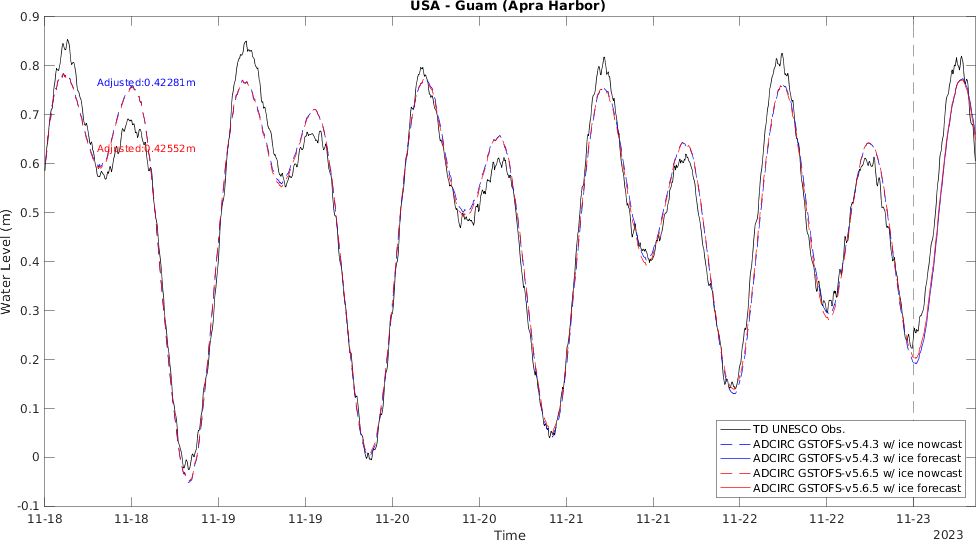 USA - Guam (Apra Harbor)
0.9
0.8
Adjusted:0.42281m
0.7
Adjusted:0.42552m
0.6
0.5
Water Level (m)
0.4
0.3
0.2
0.1
TD UNESCO Obs.
ADCIRC GSTOFS-v5.4.3 w/ ice nowcast
0
ADCIRC GSTOFS-v5.4.3 w/ ice forecast
ADCIRC GSTOFS-v5.6.5 w/ ice nowcast
ADCIRC GSTOFS-v5.6.5 w/ ice forecast
-0.1
11-18 11-18 11-19 11-19 11-20 11-20 11-21 11-21 11-22 11-22 11-23
Time
2023